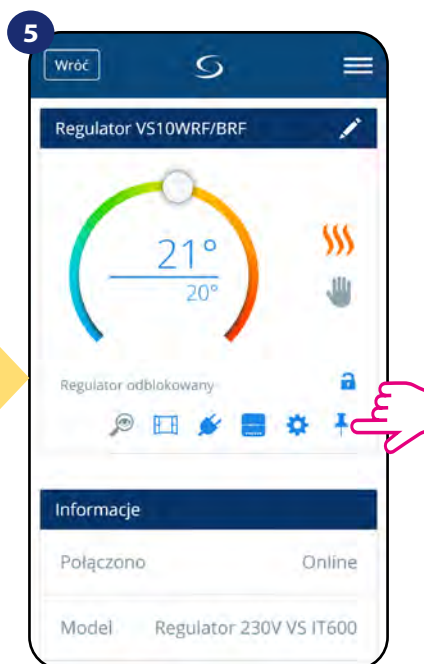 5
Wróć
Regulator VS10WRF/BRF
21°
20°
Regulator odblokowany
Informacje
Połączono Online
Model Regulator 230V VS IT600